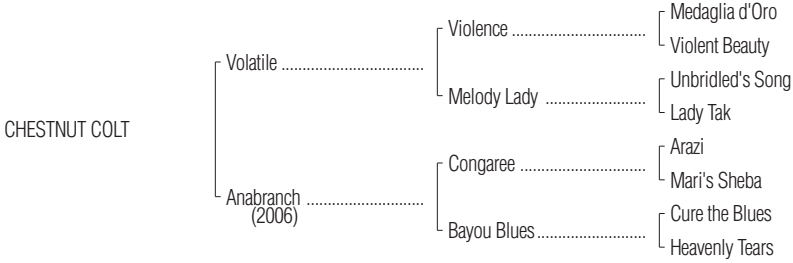 Medaglia d'Oro
Violence ................................
Violent Beauty
Volatile ...........................................
Unbridled's Song
Melody Lady ..............................
Lady Tak
CHESTNUT COLT
Arazi
Congaree ......................................
Mari's Sheba
Anabranch ....................................
(2006)
Cure the Blues
Bayou Blues..................................
Heavenly Tears